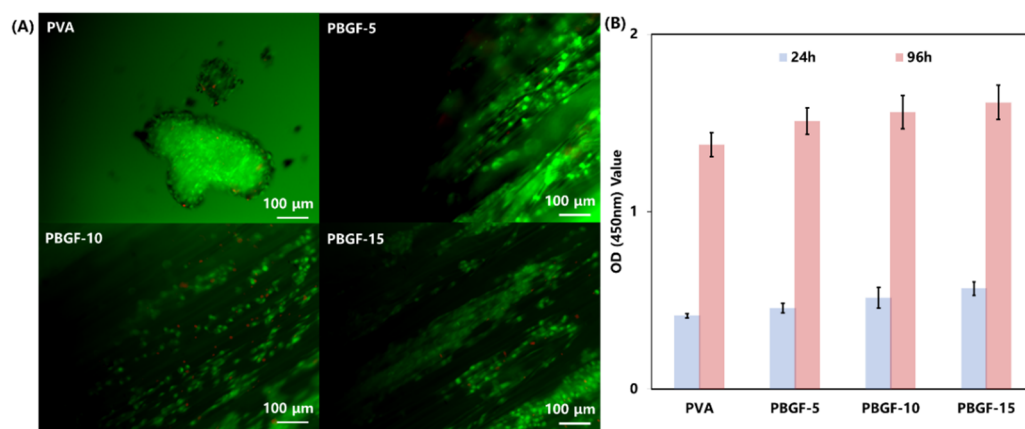 (A)
PVA
100 μm
PBGF-5
100 μm
PBGF-10
100 μm
PBGF-15
100 μm
(B)
2
1
0
OD (450nm) Value
24h
96h
PVA
PBGF-5
PBGF-10
PBGF-15